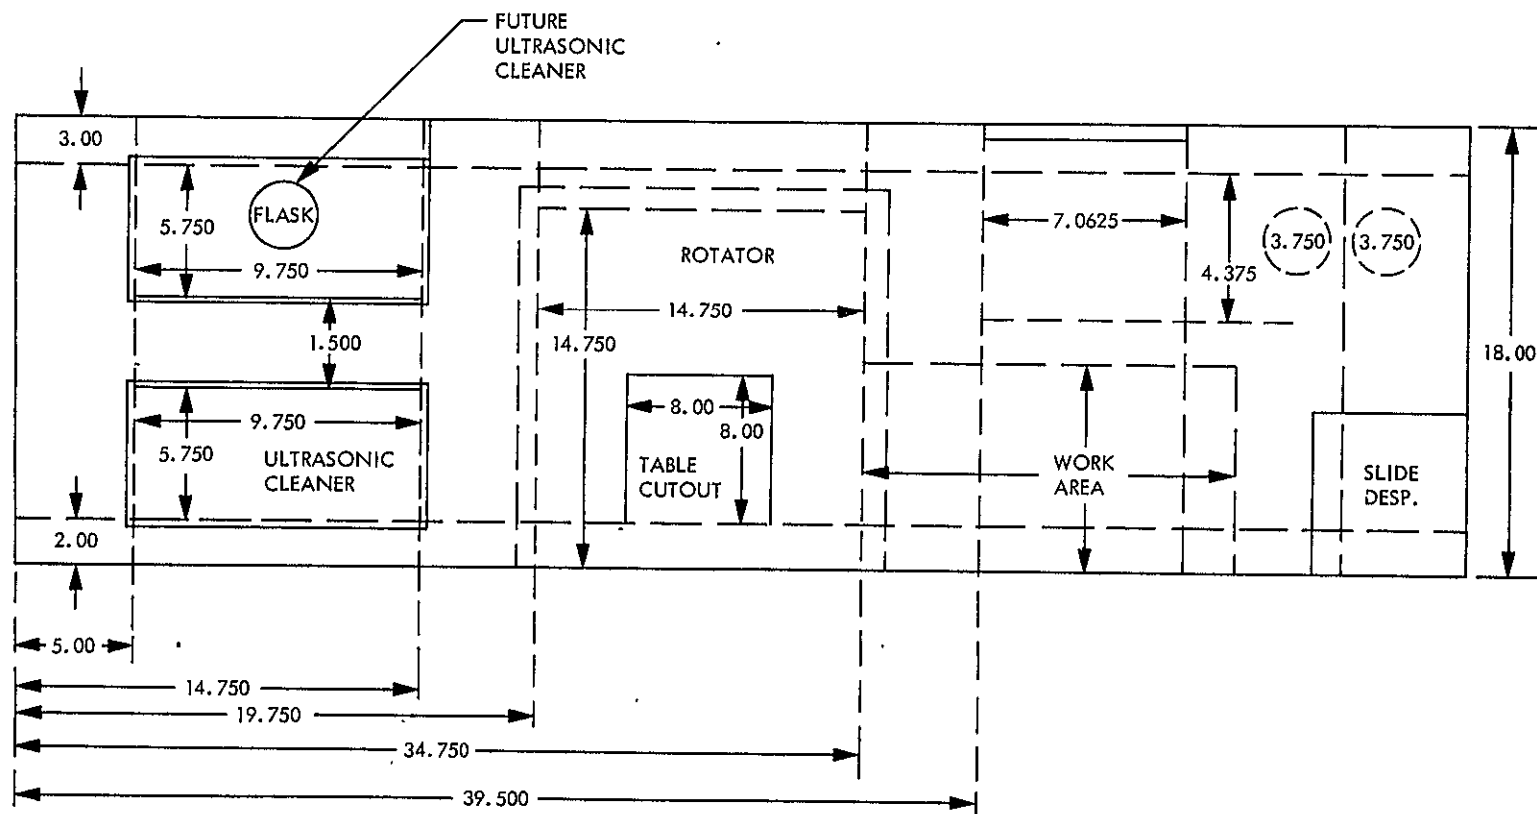 FUTURE
ULTRASONIC
CLEANER
3.00
5.750
FLASK
9.750
1.500
9.750
5.750
ULTRASONIC
CLEANER
2.00
ROTATOR
14.750
14.750
8.00
8.00
TABLE
CUTOUT
7.0625
4.375
3.750
3.750
18.00
WORK
AREA
SLIDE
DESP.
5.00
14.750
19.750
34.750
39.500